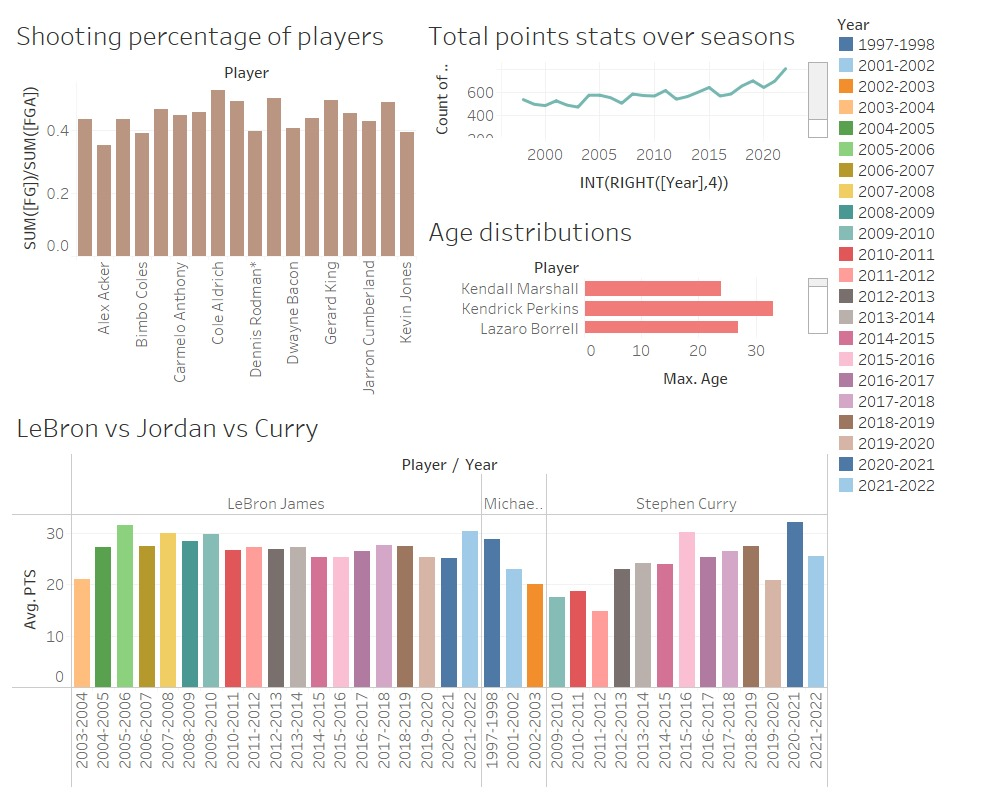 Shooting percentage of players
Player
SUM([FG])/SUM([FGA])
0.4
0.2
0.0
Alex Acker
Bimbo Coles
Carmelo Anthony
Cole Aldrich
Dennis Rodman*
Dwayne Bacon
Gerard King
Jarron Cumberland
Kevin Jones
Total points stats over seasons
Count of ..
600
400
200
2000
2005
2010
2015
2020
INT(RIGHT([Year],4))
Age distributions
Player
Kendall Marshall
Kendrick Perkins
Lazaro Borrell
0
10
20
30
Max. Age
Year
1997-1998
2001-2002
2002-2003
2003-2004
2004-2005
2005-2006
2006-2007
2007-2008
2008-2009
2009-2010
2010-2011
2011-2012
2012-2013
2013-2014
2014-2015
2015-2016
2016-2017
2017-2018
2018-2019
2019-2020
2020-2021
2021-2022
LeBron vs Jordan vs Curry
Player / Year
LeBron James
Michae..
Stephen Curry
Avg. PTS
30
20
10
0
2003-2004
2004-2005
2005-2006
2006-2007
2007-2008
2008-2009
2009-2010
2010-2011
2011-2012
2012-2013
2013-2014
2014-2015
2015-2016
2016-2017
2017-2018
2018-2019
2019-2020
2020-2021
2021-2022
1997-1998
2001-2002
2002-2003
2009-2010
2010-2011
2011-2012
2012-2013
2013-2014
2014-2015
2015-2016
2016-2017
2017-2018
2018-2019
2019-2020
2020-2021
2021-2022